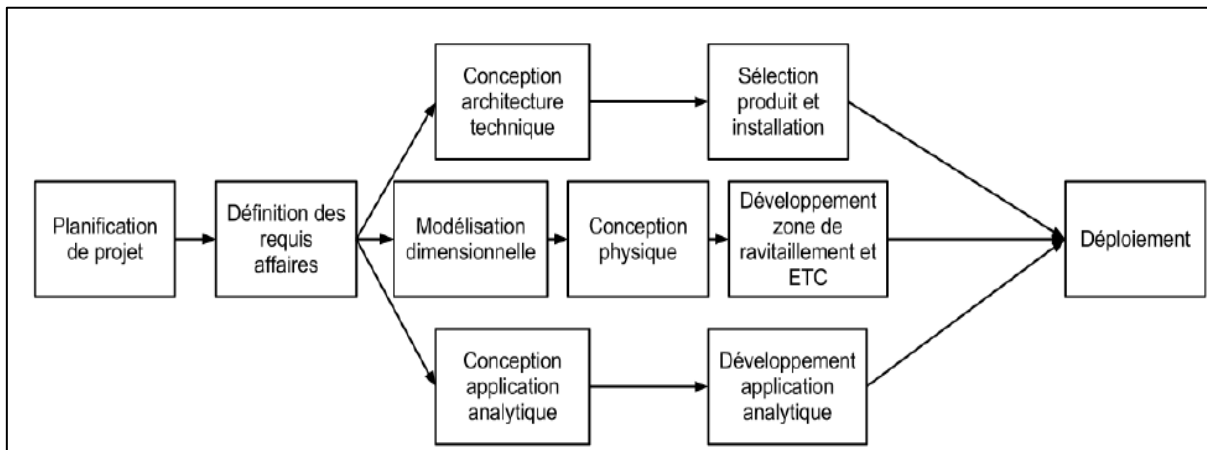 Planification
de projet
Définition des
requis
affaires
Conception
architecture
technique
Sélection
produit et
installation
Modélisation
dimensionnelle
Conception
physique
Développement
zone de
ravitaillement et
ETC
Conception
application
analytique
Développement
application
analytique
Déploiement